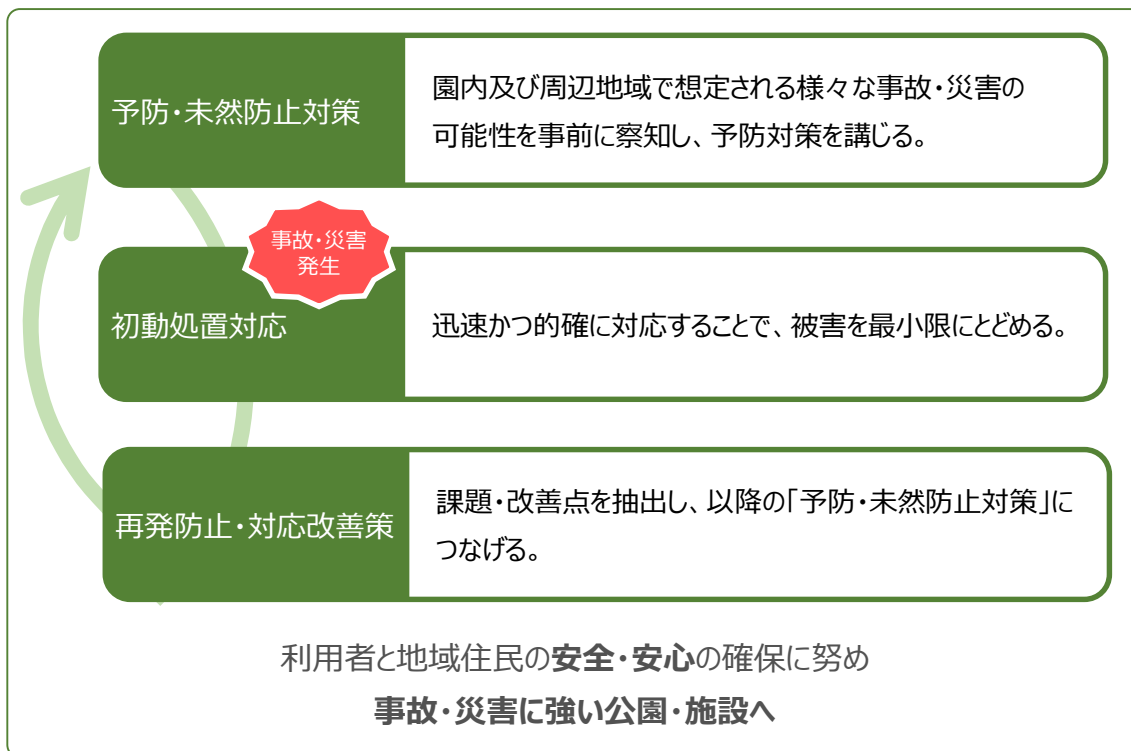 予防・未然防止対策
園内及び周辺地域で想定される様々な事故・災害の
可能性を事前に察知し、予防対策を講じる。
事故・災害
発生
初動処置対応
迅速かつ的確に対応することで、被害を最小限にとどめる。
再発防止・対応改善策
課題・改善点を抽出し、以降の「予防・未然防止対策」に
つなげる。
利用者と地域住民の安全・安心の確保に努め
事故・災害に強い公園・施設へ